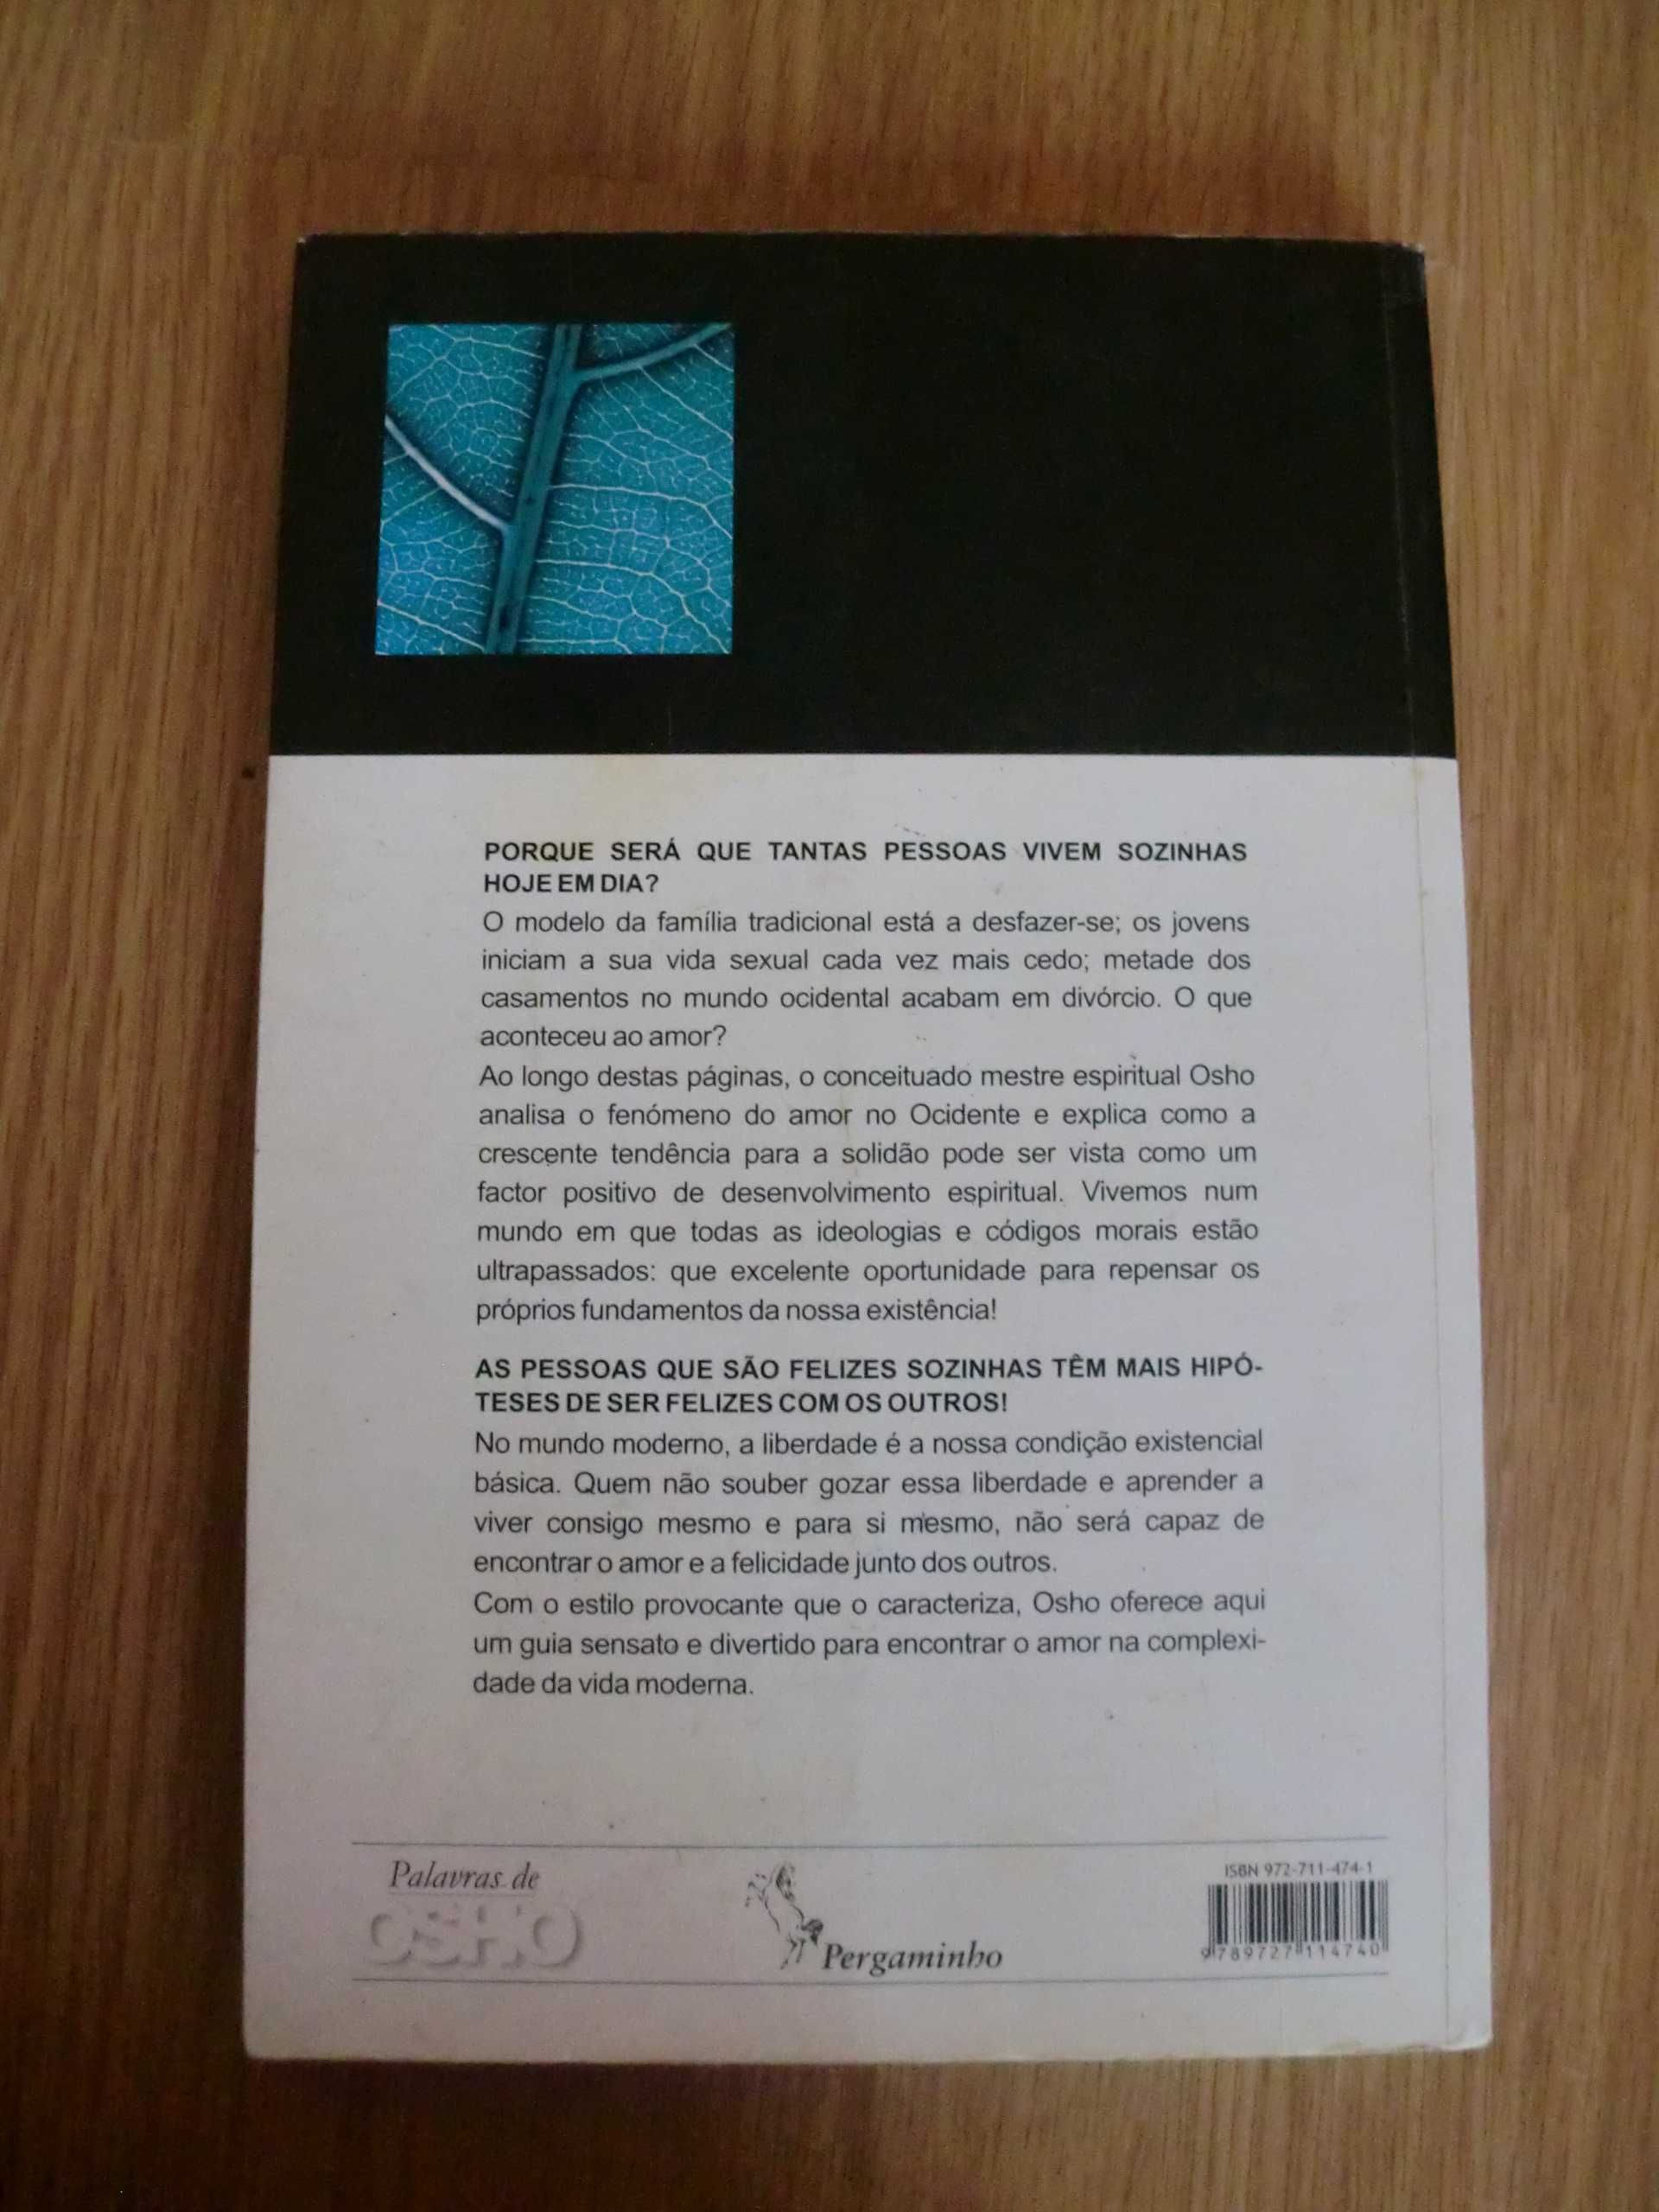 PORQUE SERÁ QUE TANTAS PESSOAS VIVEM SOZINHAS
HOJE EM DIA?
O modelo da família tradicional está a desfazer-se; os jovens
iniciam a sua vida sexual cada vez mais cedo; metade dos
casamentos no mundo ocidental acabam em divórcio. O que
aconteceu ao amor?
Ao longo destas páginas, o conceituado mestre espiritual Osho
analisa o fenómeno do amor no Ocidente e explica como a
crescente tendência para a solidão pode ser vista como um
factor positivo de desenvolvimento espiritual. Vivemos num
mundo em que todas as ideologias e códigos morais estão
ultrapassados: que excelente oportunidade para repensar os
próprios fundamentos da nossa existência!
AS PESSOAS QUE SÃO FELIZES SOZINHAS TÊM MAIS HIPÓ-
TESES DE SER FELIZES COM OS OUTROS!
No mundo moderno, a liberdade é a nossa condição existencial
básica. Quem não souber gozar essa liberdade e aprender a
viver consigo mesmo e para si mesmo, não será capaz de
encontrar o amor e a felicidade junto dos outros.
Com o estilo provocante que o caracteriza, Osho oferece aqui
um guia sensato e divertido para encontrar o amor na complexi-
dade da vida moderna.
Palavras de
OSHO
Pergaminho
ISBN 972-711-474-1
9 789727 114740